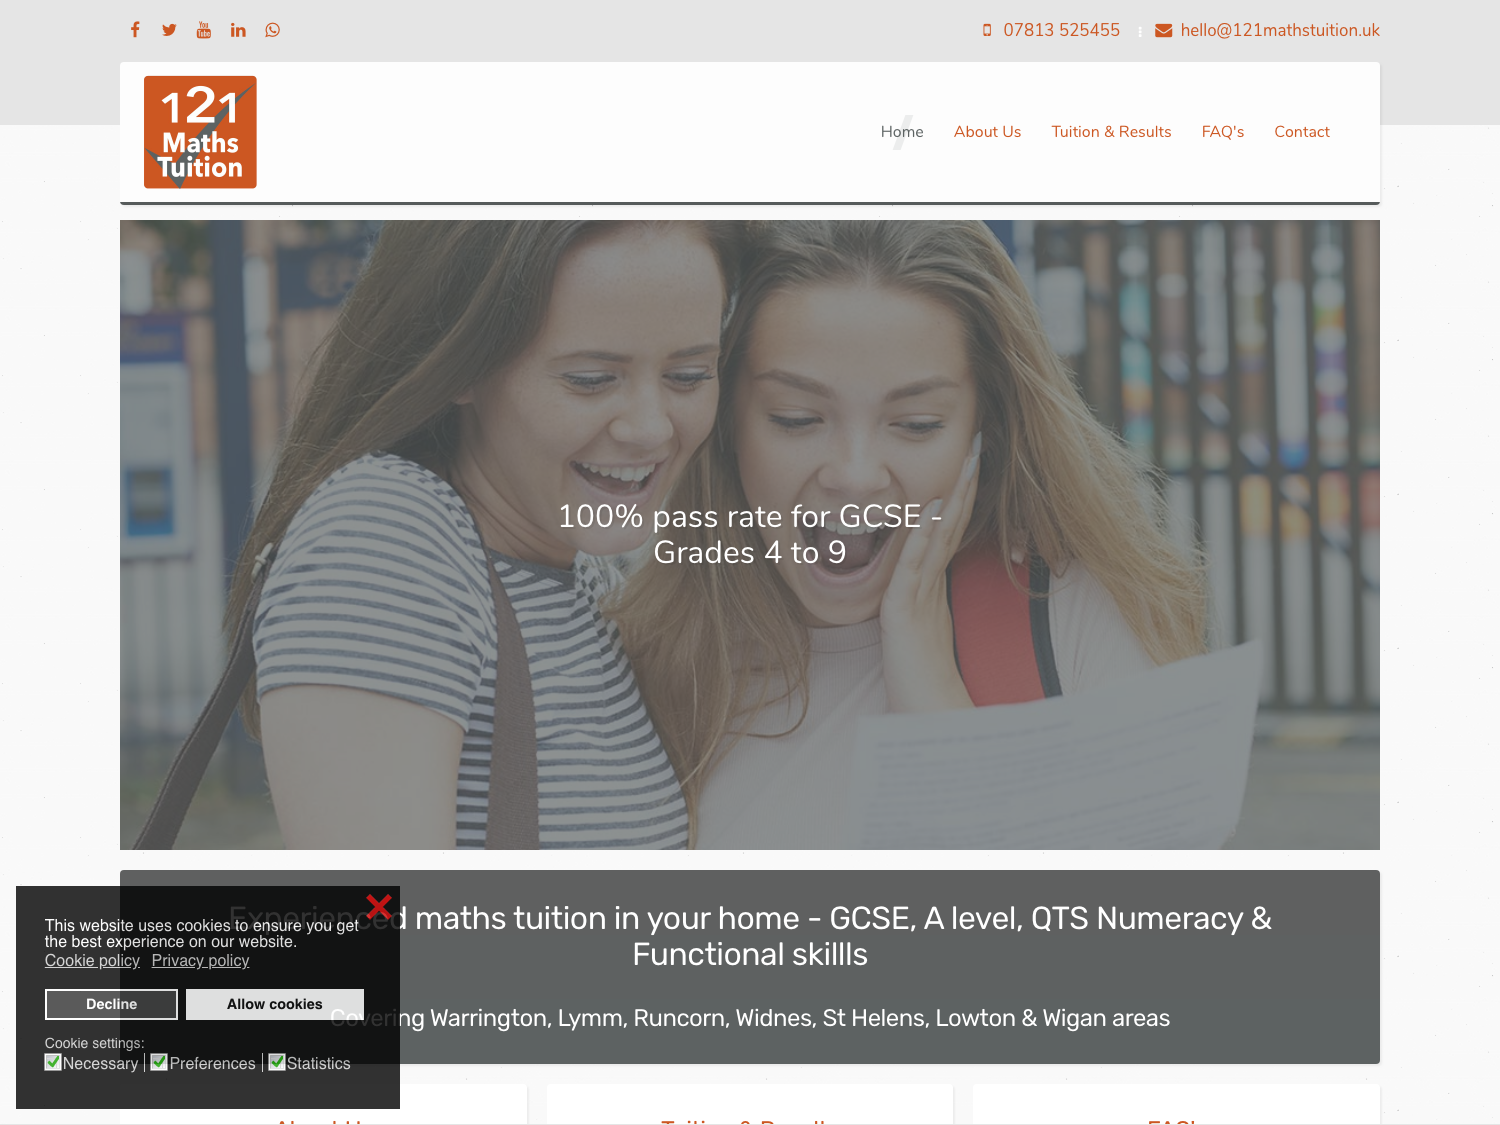 07813 525455
hello@121mathstuition.uk
121
Maths
Tuition
Home
About Us
Tuition & Results
FAQ's
Contact
100% pass rate for GCSE -
Grades 4 to 9
Experienced maths tuition in your home - GCSE, A level, QTS Numeracy &
Functional skillls
Covering Warrington, Lymm, Runcorn, Widnes, St Helens, Lowton & Wigan areas
This website uses cookies to ensure you get
the best experience on our website.
Cookie policy Privacy policy
Decline
Allow cookies
Cookie settings:
Necessary
Preferences
Statistics